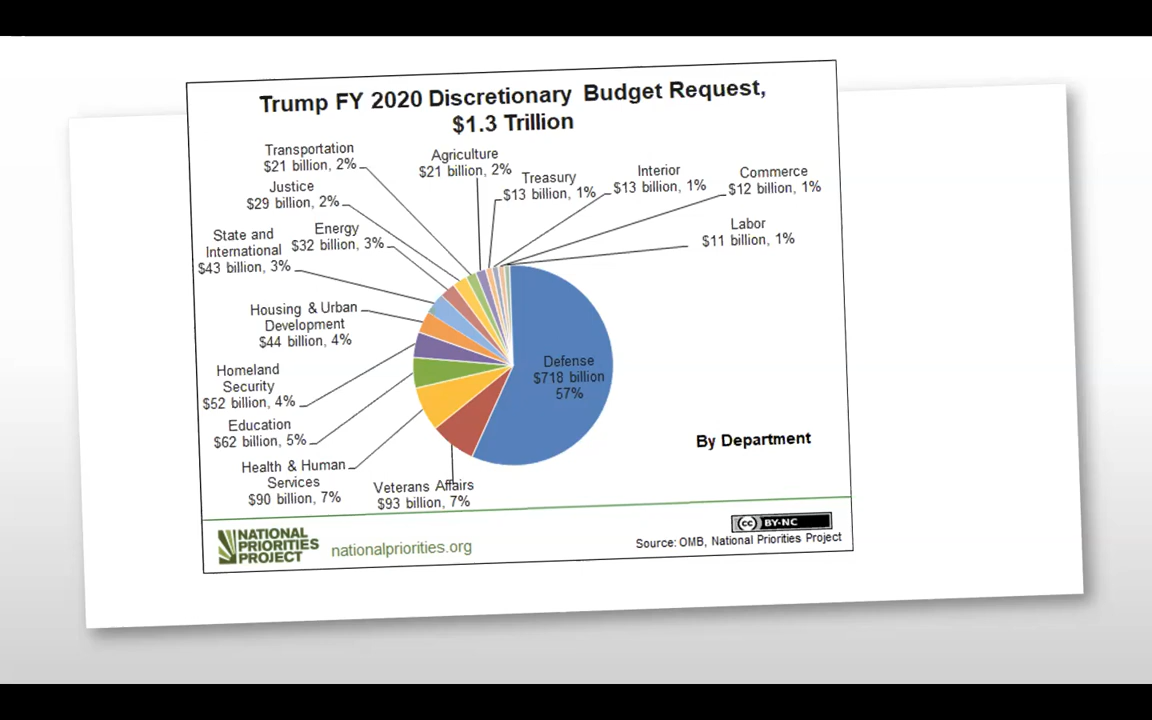 Trump FY 2020 Discretionary Budget Request,
$1.3 Trillion
Transportation
$21 billion, 2%
Agriculture
$21 billion, 2%
Treasury
$13 billion, 1%
Interior
$13 billion, 1%
Commerce
$12 billion, 1%
Labor
$11 billion, 1%
Justice
$29 billion, 2%
Energy
$32 billion, 3%
State and
International
$43 billion, 3%
Housing & Urban
Development
$44 billion, 4%
Homeland
Security
$52 billion, 4%
Education
$62 billion, 5%
Health & Human
Services
$90 billion, 7%
Veterans Affairs
$93 billion, 7%
Defense
$718 billion
57%
By Department
NATIONAL
PRIORITIES
PROJECT
nationalpriorities.org
cc BY-NC
Source: OMB, National Priorities Project